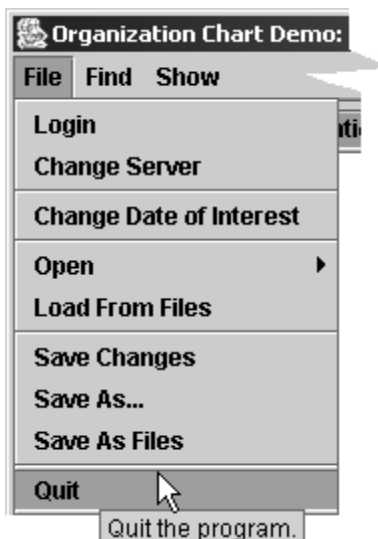 Organization Chart Demo:
File Find Show
Login
Change Server
Change Date of Interest
Open
Load From Files
Save Changes
Save As...
Save As Files
Quit
Quit the program.